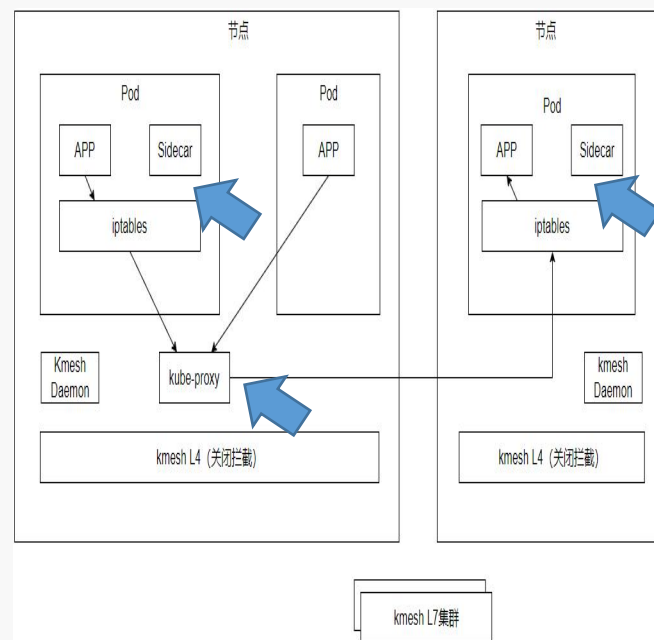 节点
节点
Pod
Pod
Pod
APP
Sidecar
APP
APP
Sidecar
iptables
iptables
Kmesh
Daemon
kube-proxy
kmesh
Daemon
kmesh L4（关闭拦截）
kmesh L4（关闭拦截）
kmesh L7集群